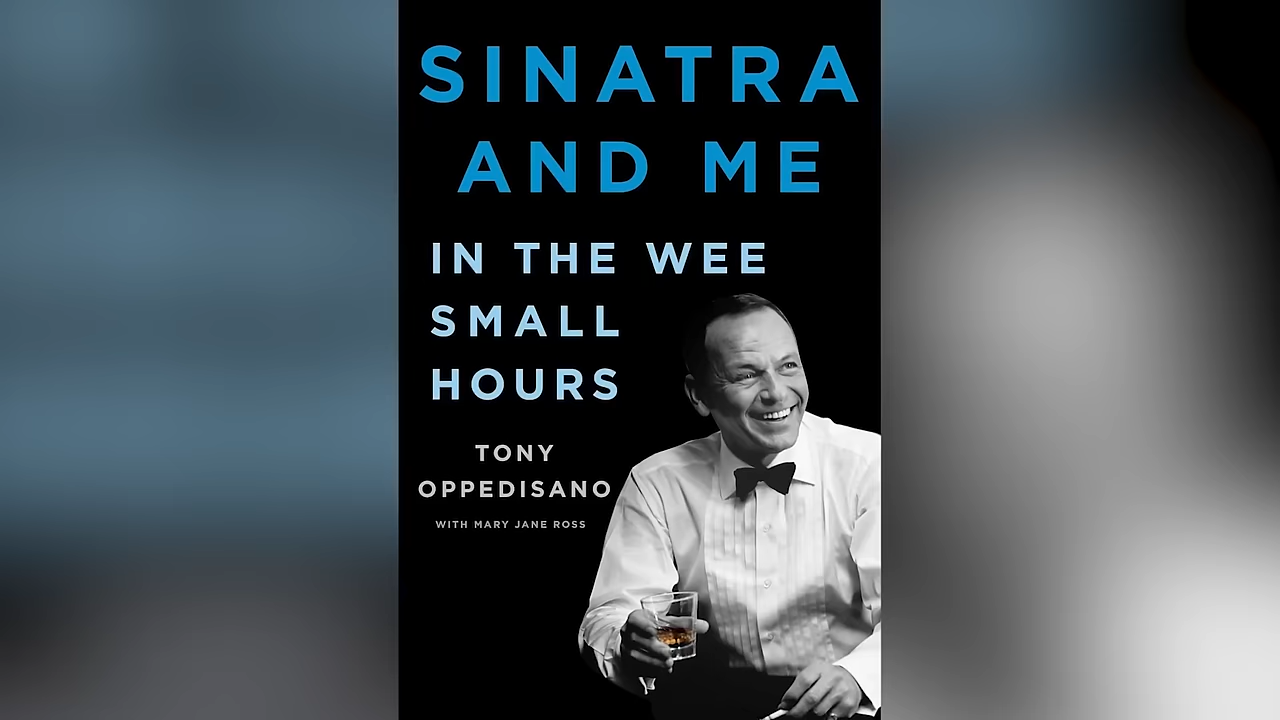 SINATRA
AND ME
IN THE WEE
SMALL
HOURS
TONY
OPPEDISANO
WITH MARY JANE ROSS